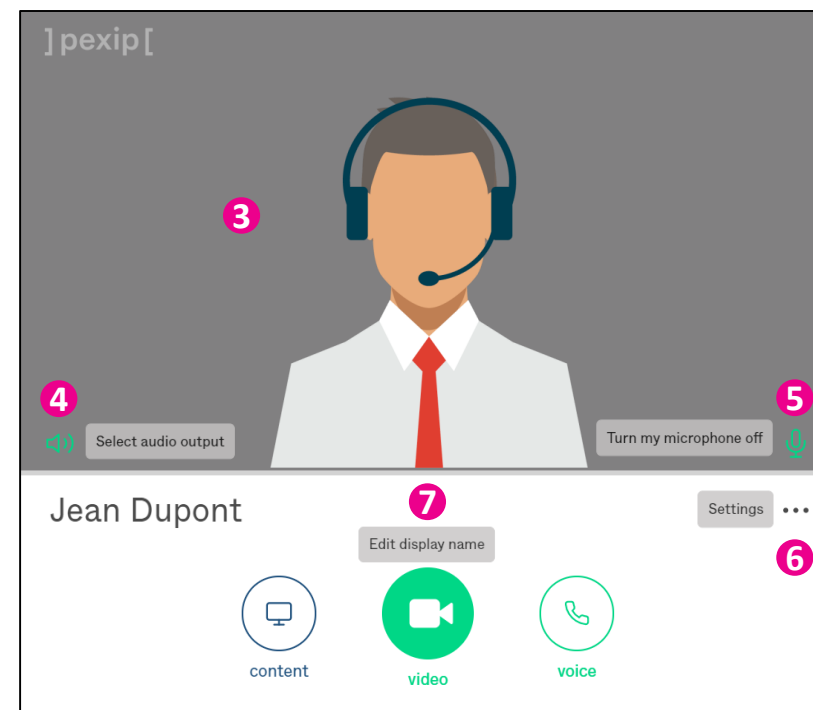 ]pexip[
3
4
5
Select audio output
Turn my microphone off
Jean Dupont
7
Settings
Edit display name
6
content
video
voice